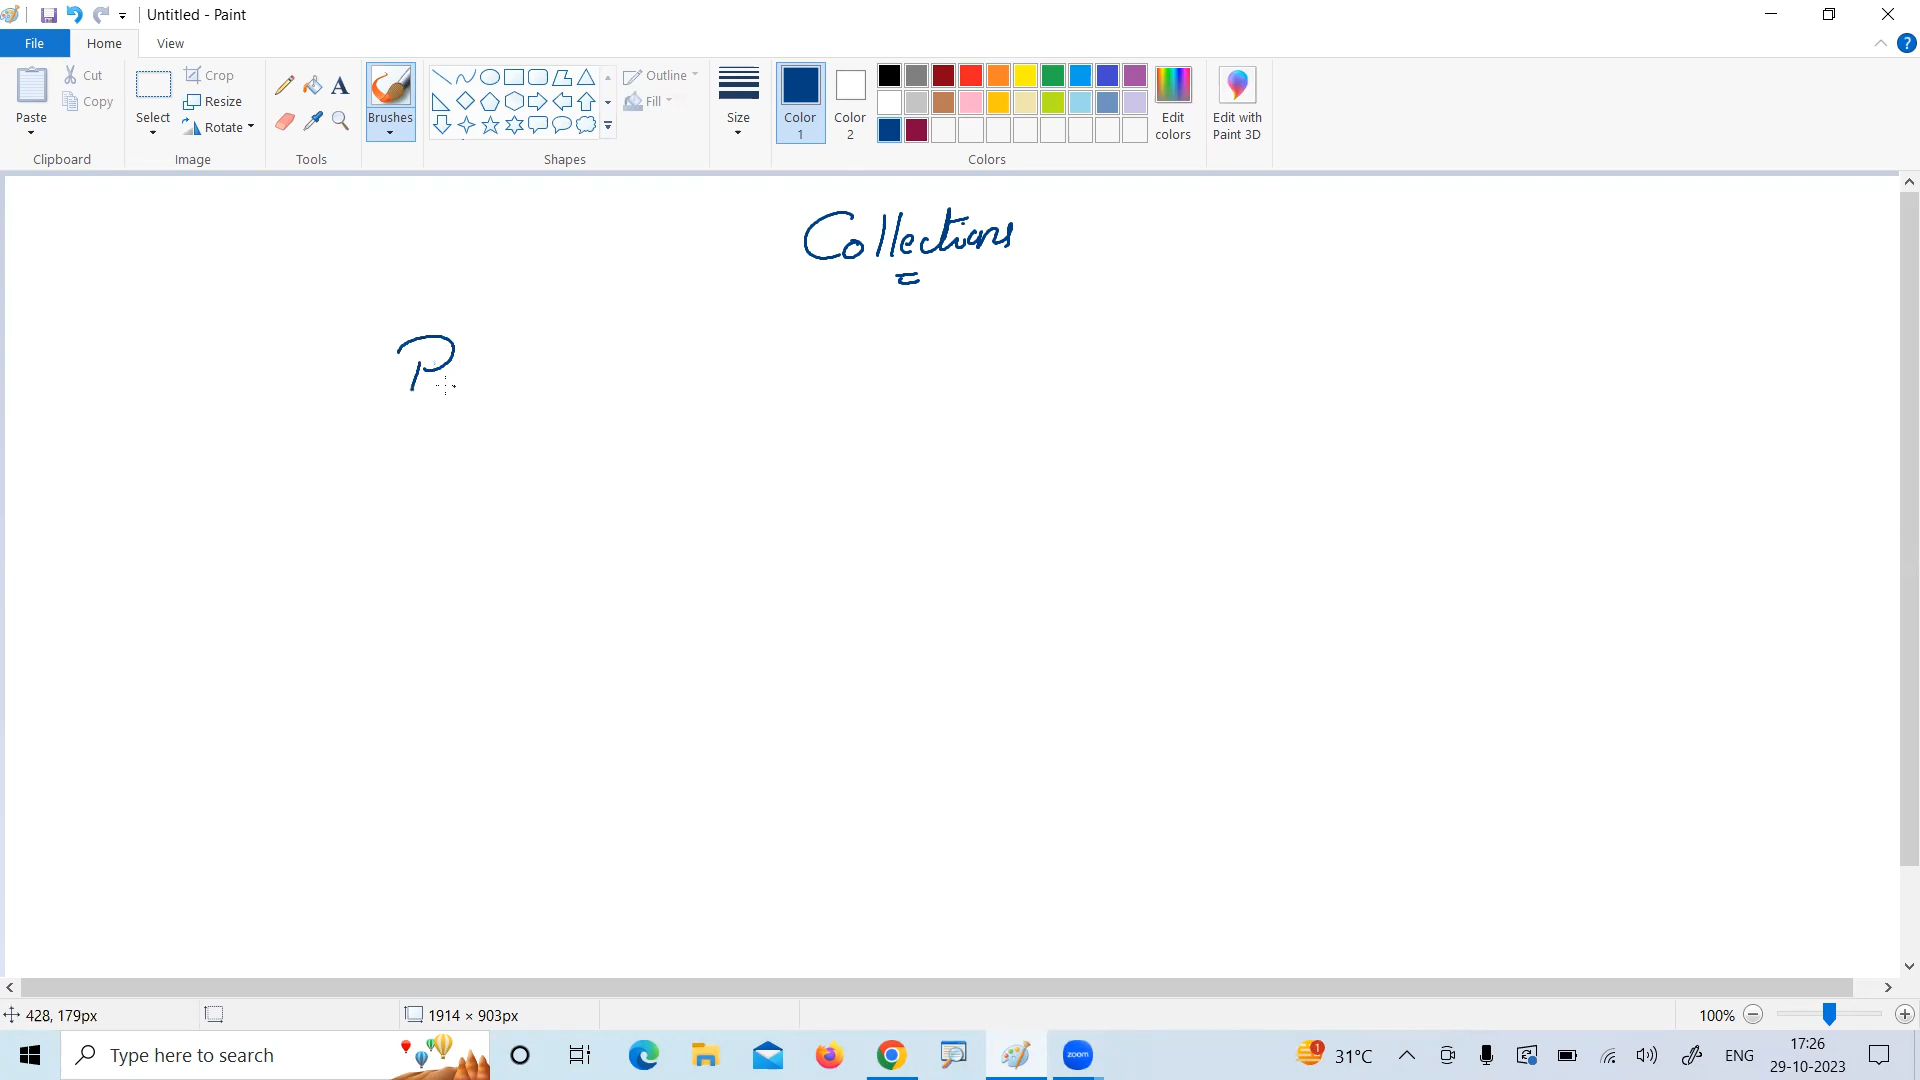 Untitled - Paint
File Home View
Paste Cut Copy Clipboard
Select Crop Resize Rotate Image
Tools
Brushes
Outline Fill Shapes
Size
Color 1 Color 2 Edit colors Colors
Edit with Paint 3D
Collections
P
428, 179px 1914 × 903px 100%
Type here to search zoom 1 31°C ENG 17:26
29-10-2023